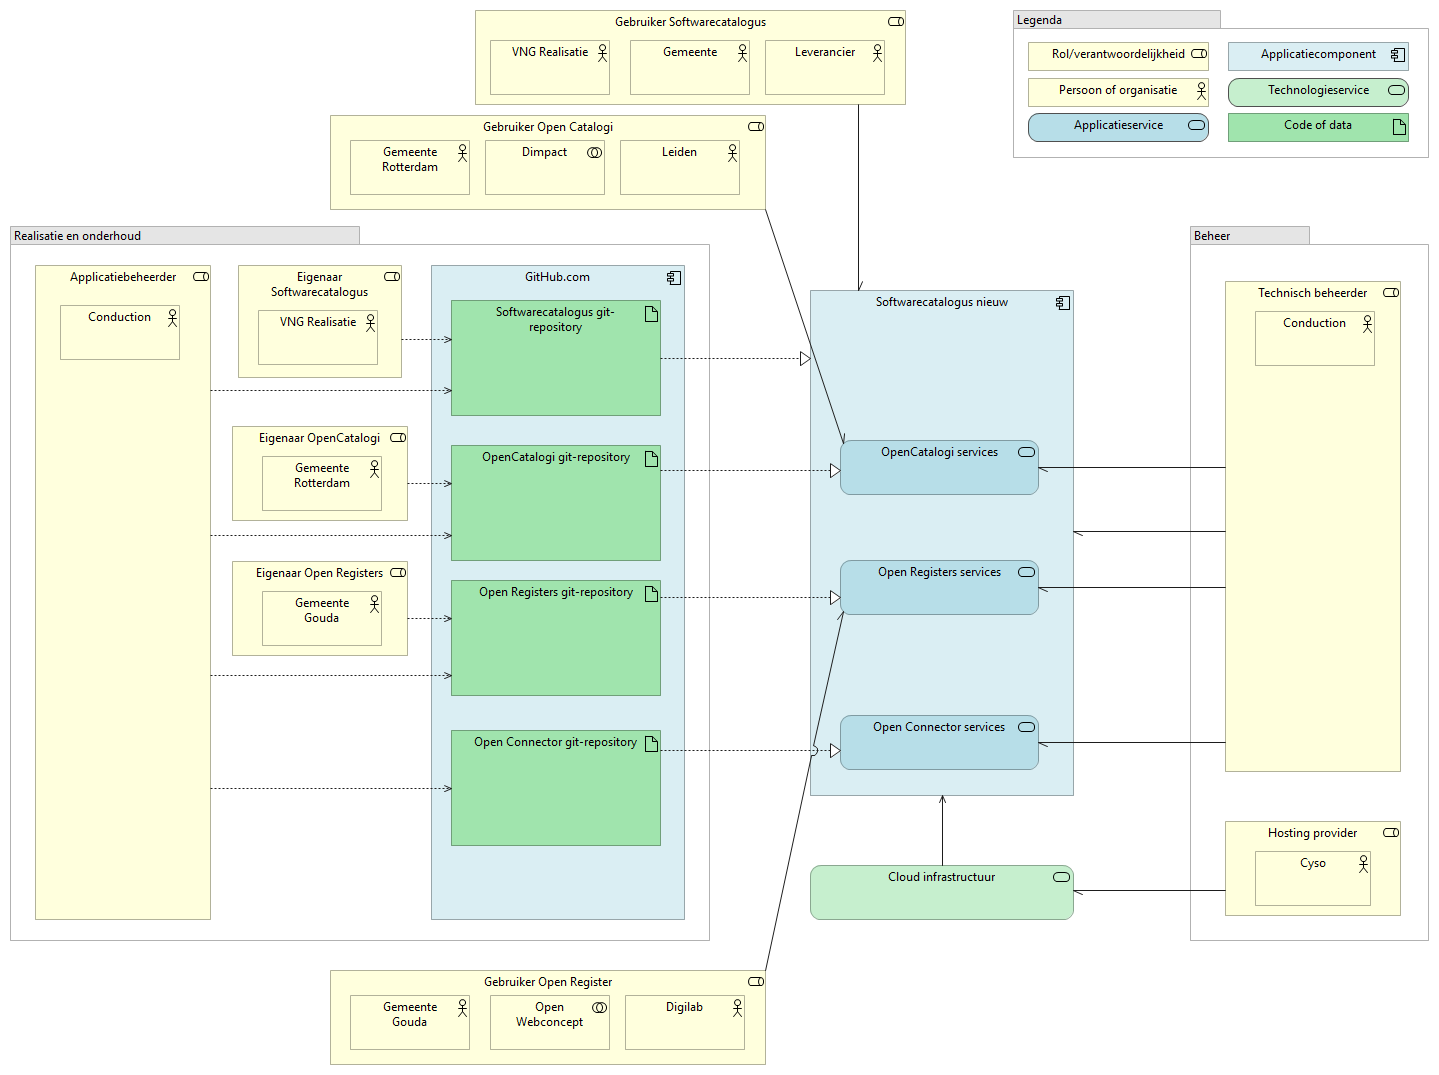 Gebruiker Softwarecatalogus
VNG Realisatie
Gemeente
Leverancier
Legenda
Rol/verantwoordelijkheid
Applicatiecomponent
Persoon of organisatie
Technologieservice
Applicatieservice
Code of data
Gebruiker Open Catalogi
Gemeente
Rotterdam
Dimpact
Leiden
Realisatie en onderhoud
Applicatiebeheerder
Conduction
Eigenaar
Softwarecatalogus
VNG Realisatie
Eigenaar OpenCatalogi
Gemeente
Rotterdam
Eigenaar Open Registers
Gemeente
Gouda
GitHub.com
Softwarecatalogus git-
repository
OpenCatalogi git-repository
Open Registers git-repository
Open Connector git-repository
Softwarecatalogus nieuw
OpenCatalogi services
Open Registers services
Open Connector services
Cloud infrastructuur
Beheer
Technisch beheerder
Conduction
Hosting provider
Cyso
Gebruiker Open Register
Gemeente
Gouda
Open
Webconcept
Digilab